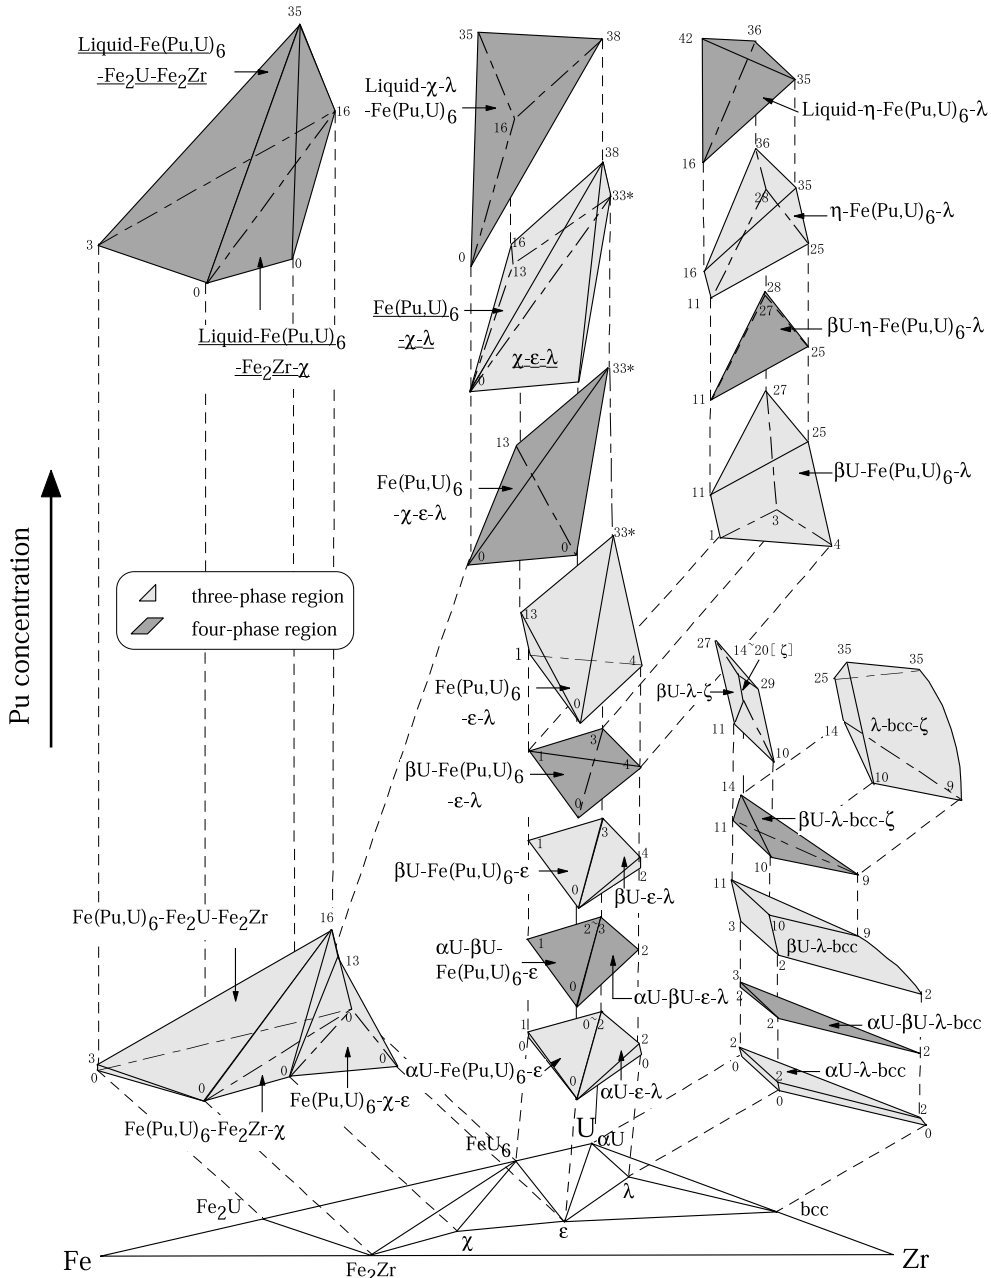 35
Liquid-Fe(Pu,U)6
-Fe2U-Fe2Zr
16
3
0
0
Liquid-Fe(Pu,U)6
-Fe2Zr-χ
35
38
Liquid-χ-λ
-Fe(Pu,U)6
16
0
38
33*
16
13
Fe(Pu,U)6
-χ-λ
χ-ε-λ
0
33*
13
Fe(Pu,U)6
-χ-ε-λ
0
0
42
36
35
Liquid-η-Fe(Pu,U)6-λ
16
36
35
28
η-Fe(Pu,U)6-λ
16
25
11
28
27
βU-η-Fe(Pu,U)6-λ
25
11
27
25
βU-Fe(Pu,U)6-λ
11
3
1
4
Pu concentration
three-phase region
four-phase region
33*
13
1
4
Fe(Pu,U)6
-ε-λ
0
3
1
4
βU-Fe(Pu,U)6
-ε-λ
0
1
3
4
2
βU-Fe(Pu,U)6-ε
0
βU-ε-λ
2
3
1
2
αU-βU-
Fe(Pu,U)6-ε
0
αU-βU-ε-λ
1
0~2
2
0
0
αU-Fe(Pu,U)6-ε
0
αU-ε-λ
27
14~20[ζ]
29
βU-λ-ζ
11
10
35
35
25
14
λ-bcc-ζ
10
9
14
βU-λ-bcc-ζ
11
10
9
11
3
10
9
βU-λ-bcc
2
2
3
2
2
αU-βU-λ-bcc
2
2
0
αU-λ-bcc
2
0
2
0
Fe(Pu,U)6-Fe2U-Fe2Zr
16
13
0
3
0
0
0
0
Fe(Pu,U)6-χ-ε
Fe(Pu,U)6-Fe2Zr-χ
U
FeU6
αU
λ
Fe2U
bcc
χ
ε
Fe
Fe2Zr
Zr